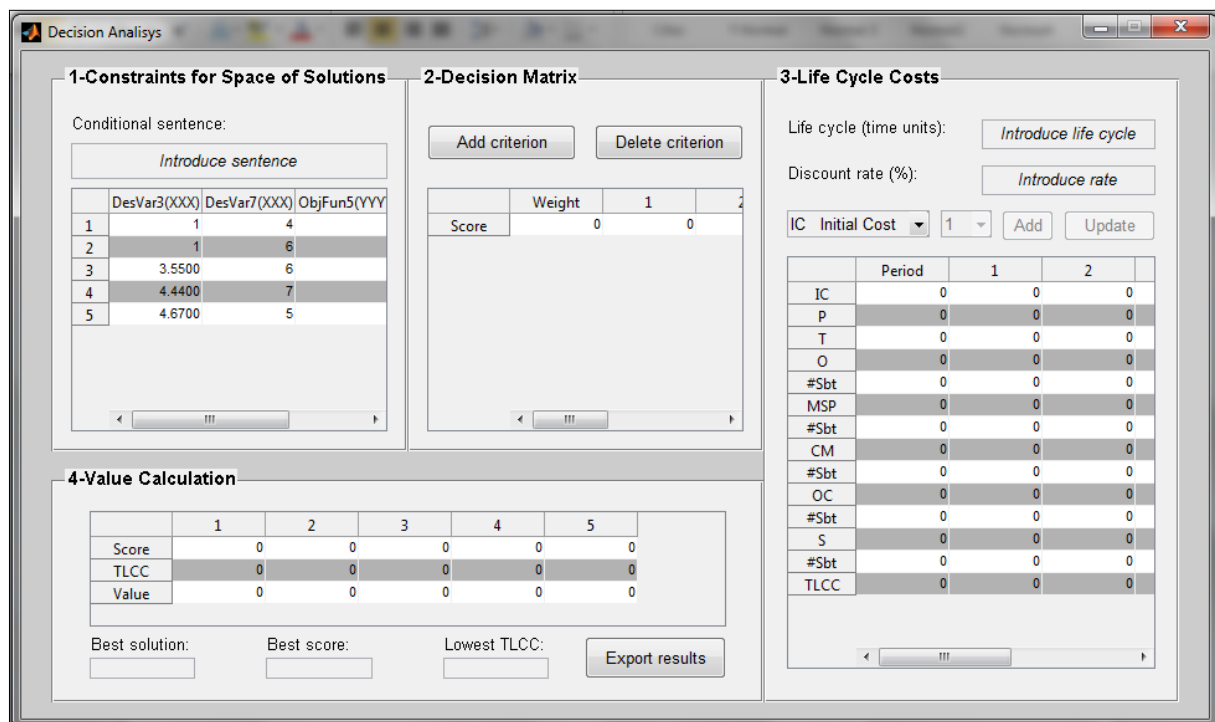 Decision Analisys
1-Constraints for Space of Solutions
Conditional sentence:
Introduce sentence
DesVar3(XXX) DesVar7(XXX) ObjFun5(YYY
1 1 4
2 1 6
3 3.5500 6
4 4.4400 7
5 4.6700 5
2-Decision Matrix
Add criterion Delete criterion
Weight 1 2
Score 0 0
3-Life Cycle Costs
Life cycle (time units): Introduce life cycle
Discount rate (%): Introduce rate
IC Initial Cost 1 Add Update
Period 1 2
IC 0 0 0
P 0 0 0
T 0 0 0
O 0 0 0
#Sbt 0 0 0
MSP 0 0 0
#Sbt 0 0 0
CM 0 0 0
#Sbt 0 0 0
OC 0 0 0
#Sbt 0 0 0
S 0 0 0
#Sbt 0 0 0
TLCC 0 0 0
4-Value Calculation
1 2 3 4 5
Score 0 0 0 0 0
TLCC 0 0 0 0 0
Value 0 0 0 0 0
Best solution: Best score: Lowest TLCC:
Export results